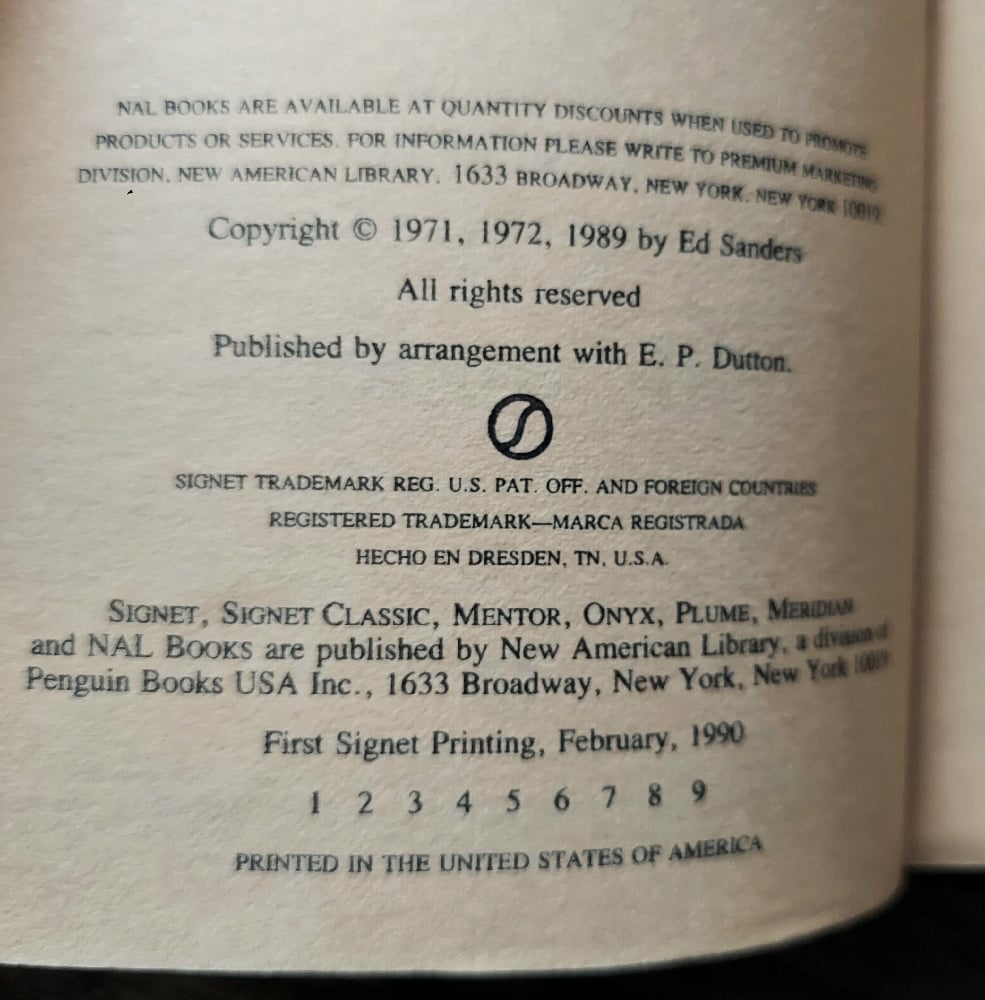 NAL BOOKS ARE AVAILABLE AT QUANTITY DISCOUNTS WHEN USED TO PROMOTE
PRODUCTS OR SERVICES. FOR INFORMATION PLEASE WRITE TO PREMIUM MARKETING
DIVISION, NEW AMERICAN LIBRARY, 1633 BROADWAY, NEW YORK, NEW YORK 10019.
Copyright © 1971, 1972, 1989 by Ed Sanders
All rights reserved
Published by arrangement with E. P. Dutton.
SIGNET TRADEMARK REG. U.S. PAT. OFF. AND FOREIGN COUNTRIES
REGISTERED TRADEMARK—MARCA REGISTRADA
HECHO EN DRESDEN, TN, U.S.A.
SIGNET, SIGNET CLASSIC, MENTOR, ONYX, PLUME, MERIDIAN
and NAL BOOKS are published by New American Library, a division of
Penguin Books USA Inc., 1633 Broadway, New York, New York 10019
First Signet Printing, February, 1990
1 2 3 4 5 6 7 8 9
PRINTED IN THE UNITED STATES OF AMERICA